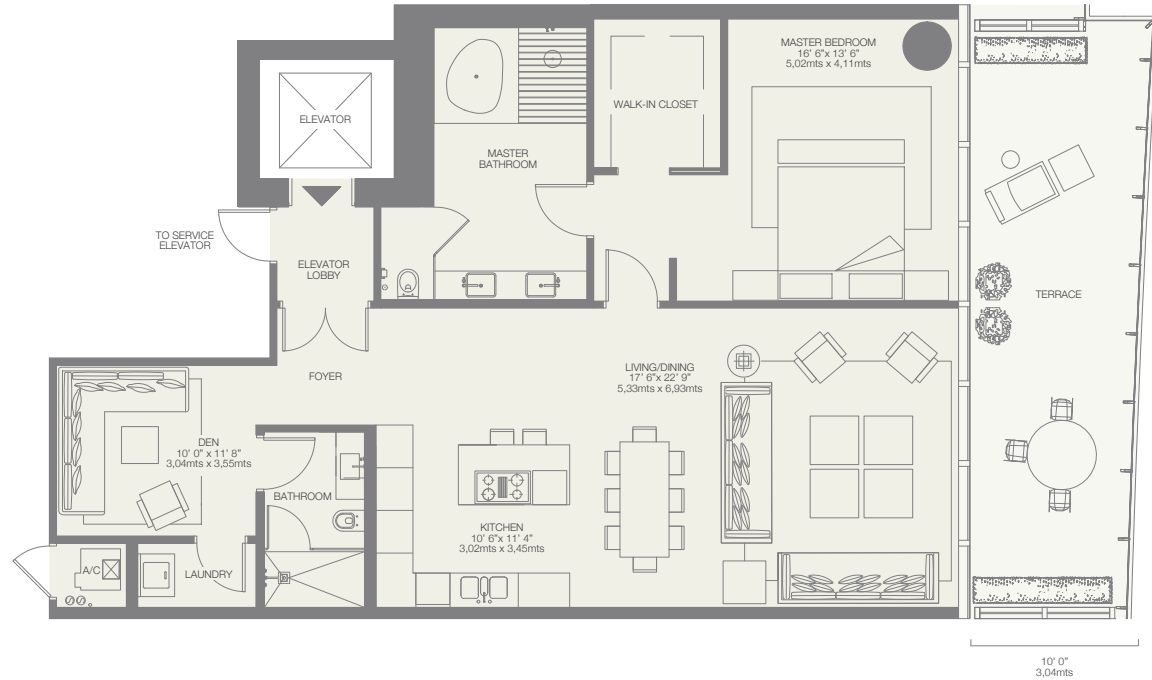 MASTER BEDROOM
16' 6"x 13' 6"
5,02mts x 4,11mts
WALK-IN CLOSET
ELEVATOR
MASTER
BATHROOM
TO SERVICE
ELEVATOR
ELEVATOR
LOBBY
TERRACE
FOYER
LIVING/DINING
17' 6"x 22' 9"
5,33mts x 6,93mts
DEN
10' 0" x 11' 8"
3,04mts x 3,55mts
BATHROOM
KITCHEN
10' 6"x 11' 4"
3,02mts x 3,45mts
A/C
LAUNDRY
10' 0"
3,04mts